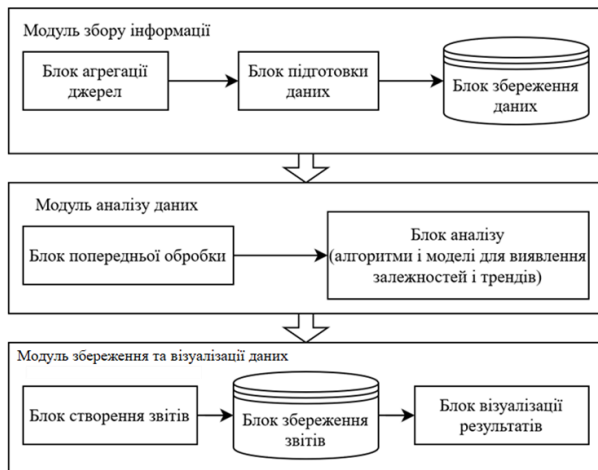 Модуль збору інформації
Блок агрегації
джерел
Блок підготовки
даних
Блок збереження
даних
Модуль аналізу даних
Блок попередньої обробки
Блок аналізу
(алгоритми і моделі для виявлення
залежностей і трендів)
Модуль збереження та візуалізації даних
Блок створення звітів
Блок збереження
звітів
Блок візуалізації
результатів